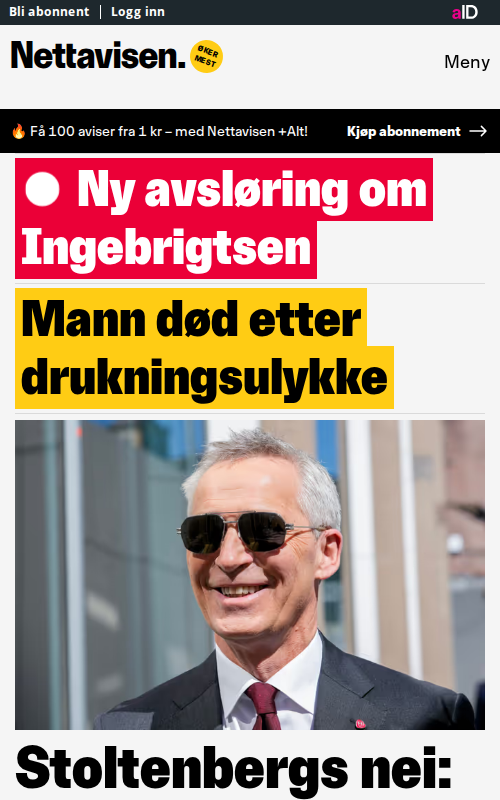 Bli abonnent | Logg inn
aID
Nettavisen.
ØKER
MEST
Meny
Få 100 aviser fra 1 kr – med Nettavisen +Alt!
Kjøp abonnement →
Ny avsløring om
Ingebrigtsen
Mann død etter
drukningsulykke
Stoltenbergs nei: